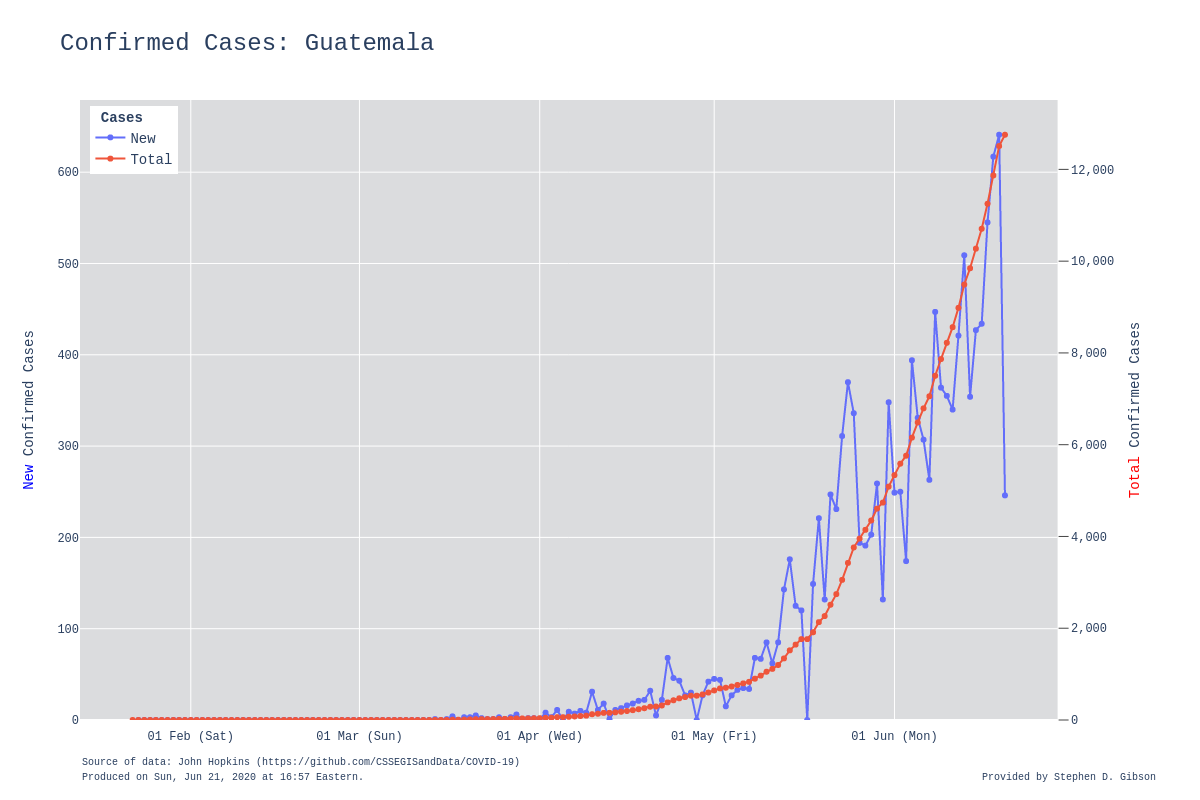 Confirmed Cases: Guatemala
Cases
New
Total
600
500
400
300
200
100
0
New Confirmed Cases
12,000
10,000
8,000
6,000
4,000
2,000
0
Total Confirmed Cases
01 Feb (Sat)
01 Mar (Sun)
01 Apr (Wed)
01 May (Fri)
01 Jun (Mon)
Source of data: John Hopkins (https://github.com/CSSEGISandData/COVID-19)
Produced on Sun, Jun 21, 2020 at 16:57 Eastern.
Provided by Stephen D. Gibson